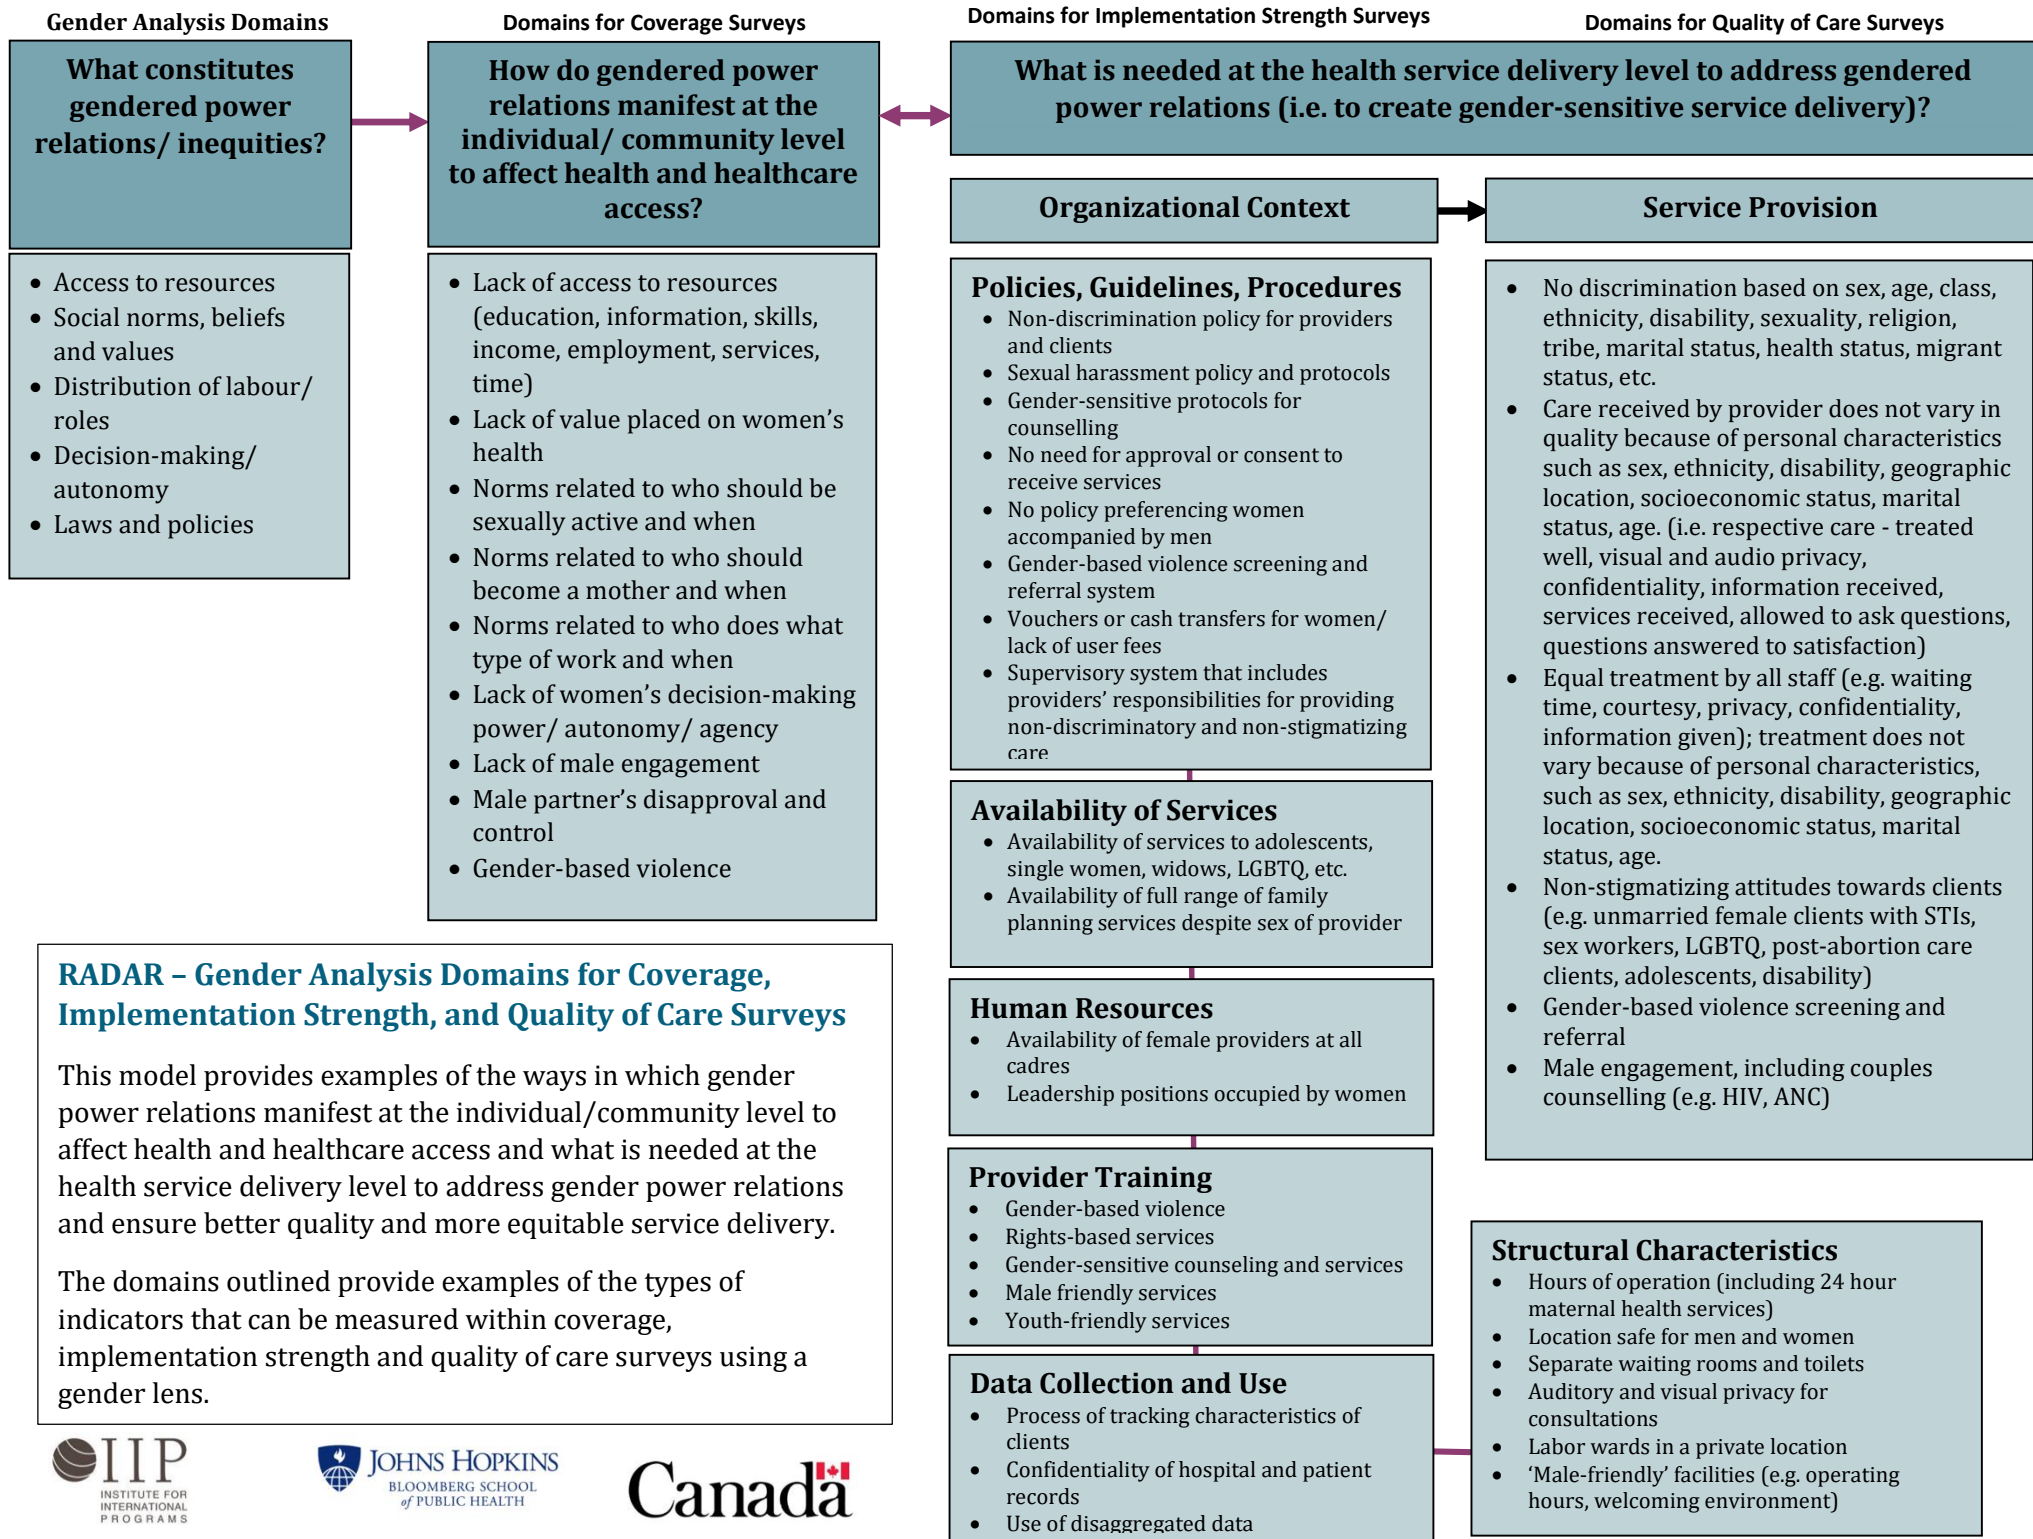 Gender Analysis Domains
What constitutes
gendered power
relations/ inequities?
• Access to resources
• Social norms, beliefs
and values
• Distribution of labour/
roles
• Decision-making/
autonomy
• Laws and policies
Domains for Coverage Surveys
How do gendered power
relations manifest at the
individual/ community level
to affect health and healthcare
access?
• Lack of access to resources
(education, information, skills,
income, employment, services,
time)
• Lack of value placed on women’s
health
• Norms related to who should be
sexually active and when
• Norms related to who should
become a mother and when
• Norms related to who does what
type of work and when
• Lack of women’s decision-making
power/ autonomy/ agency
• Lack of male engagement
• Male partner’s disapproval and
control
• Gender-based violence
Domains for Implementation Strength Surveys
Domains for Quality of Care Surveys
What is needed at the health service delivery level to address gendered
power relations (i.e. to create gender-sensitive service delivery)?
Organizational Context
Policies, Guidelines, Procedures
• Non-discrimination policy for providers
and clients
• Sexual harassment policy and protocols
• Gender-sensitive protocols for
counselling
• No need for approval or consent to
receive services
• No policy preferencing women
accompanied by men
• Gender-based violence screening and
referral system
• Vouchers or cash transfers for women/
lack of user fees
• Supervisory system that includes
providers’ responsibilities for providing
non-discriminatory and non-stigmatizing
care
Availability of Services
• Availability of services to adolescents,
single women, widows, LGBTQ, etc.
• Availability of full range of family
planning services despite sex of provider
Human Resources
• Availability of female providers at all
cadres
• Leadership positions occupied by women
Provider Training
• Gender-based violence
• Rights-based services
• Gender-sensitive counseling and services
• Male friendly services
• Youth-friendly services
Data Collection and Use
• Process of tracking characteristics of
clients
• Confidentiality of hospital and patient
records
• Use of disaggregated data
Service Provision
• No discrimination based on sex, age, class,
ethnicity, disability, sexuality, religion,
tribe, marital status, health status, migrant
status, etc.
• Care received by provider does not vary in
quality because of personal characteristics
such as sex, ethnicity, disability, geographic
location, socioeconomic status, marital
status, age. (i.e. respective care - treated
well, visual and audio privacy,
confidentiality, information received,
services received, allowed to ask questions,
questions answered to satisfaction)
• Equal treatment by all staff (e.g. waiting
time, courtesy, privacy, confidentiality,
information given); treatment does not
vary because of personal characteristics,
such as sex, ethnicity, disability, geographic
location, socioeconomic status, marital
status, age.
• Non-stigmatizing attitudes towards clients
(e.g. unmarried female clients with STIs,
sex workers, LGBTQ, post-abortion care
clients, adolescents, disability)
• Gender-based violence screening and
referral
• Male engagement, including couples
counselling (e.g. HIV, ANC)
Structural Characteristics
• Hours of operation (including 24 hour
maternal health services)
• Location safe for men and women
• Separate waiting rooms and toilets
• Auditory and visual privacy for
consultations
• Labor wards in a private location
• ‘Male-friendly’ facilities (e.g. operating
hours, welcoming environment)
RADAR – Gender Analysis Domains for Coverage,
Implementation Strength, and Quality of Care Surveys
This model provides examples of the ways in which gender
power relations manifest at the individual/community level to
affect health and healthcare access and what is needed at the
health service delivery level to address gender power relations
and ensure better quality and more equitable service delivery.
The domains outlined provide examples of the types of
indicators that can be measured within coverage,
implementation strength and quality of care surveys using a
gender lens.
IIP
INSTITUTE FOR
INTERNATIONAL
PROGRAMS
JOHNS HOPKINS
BLOOMBERG SCHOOL
of PUBLIC HEALTH
Canada